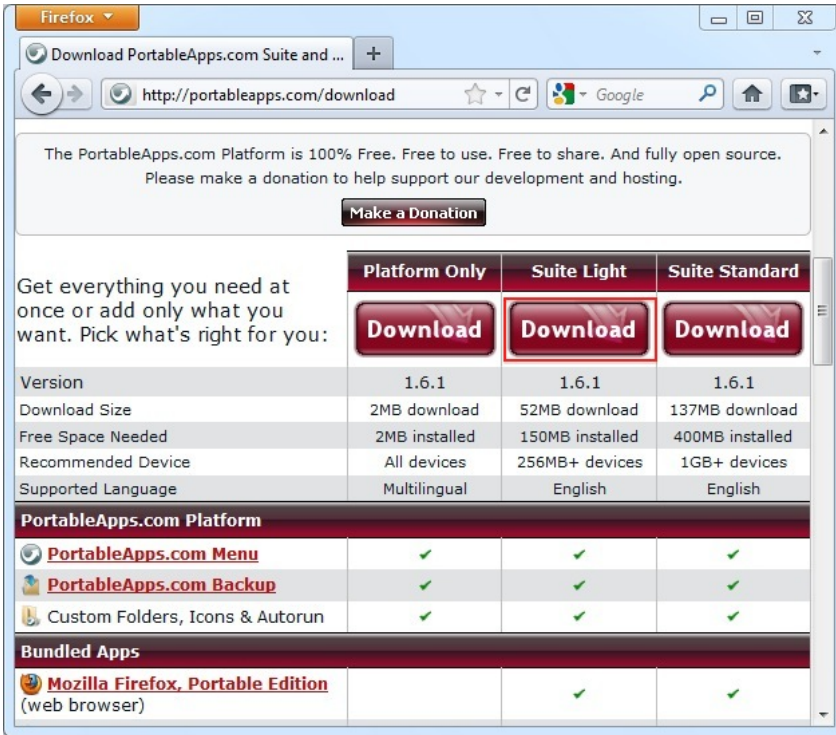 Firefox
Download PortableApps.com Suite and ...
http://portableapps.com/download
Google
The PortableApps.com Platform is 100% Free. Free to use. Free to share. And fully open source.
Please make a donation to help support our development and hosting.
Make a Donation
Get everything you need at
once or add only what you
want. Pick what's right for you:
Platform Only Suite Light Suite Standard
Download Download Download
Version 1.6.1 1.6.1 1.6.1
Download Size 2MB download 52MB download 137MB download
Free Space Needed 2MB installed 150MB installed 400MB installed
Recommended Device All devices 256MB+ devices 1GB+ devices
Supported Language Multilingual English English
PortableApps.com Platform
PortableApps.com Menu ✔ ✔ ✔
PortableApps.com Backup ✔ ✔ ✔
Custom Folders, Icons & Autorun ✔ ✔ ✔
Bundled Apps
Mozilla Firefox, Portable Edition
(web browser) ✔ ✔